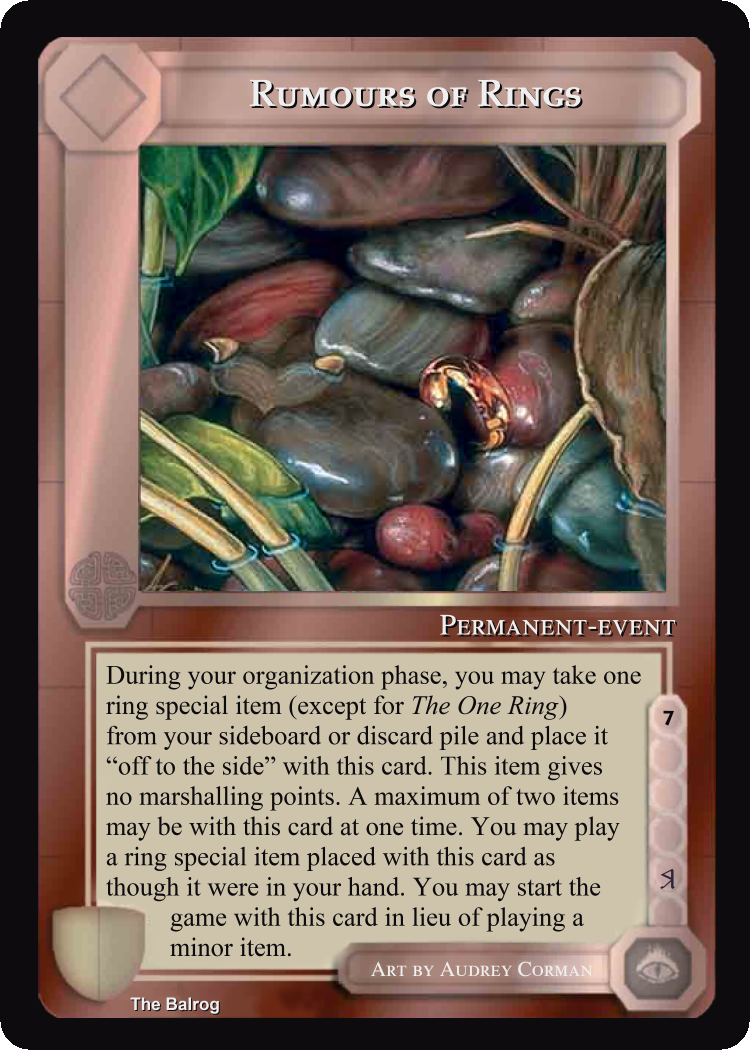 Rumours of Rings
Permanent-event
During your organization phase, you may take one
ring special item (except for The One Ring)
from your sideboard or discard pile and place it
“off to the side” with this card. This item gives
no marshalling points. A maximum of two items
may be with this card at one time. You may play
a ring special item placed with this card as
though it were in your hand. You may start the
game with this card in lieu of playing a
minor item.
7
Art by Audrey Corman
The Balrog